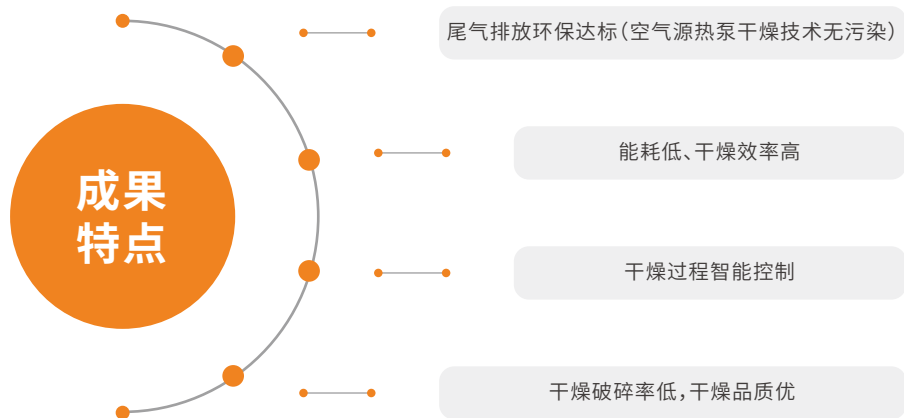 成果
特点
尾气排放环保达标(空气源热泵干燥技术无污染)
能耗低、干燥效率高
干燥过程智能控制
干燥破碎率低,干燥品质优